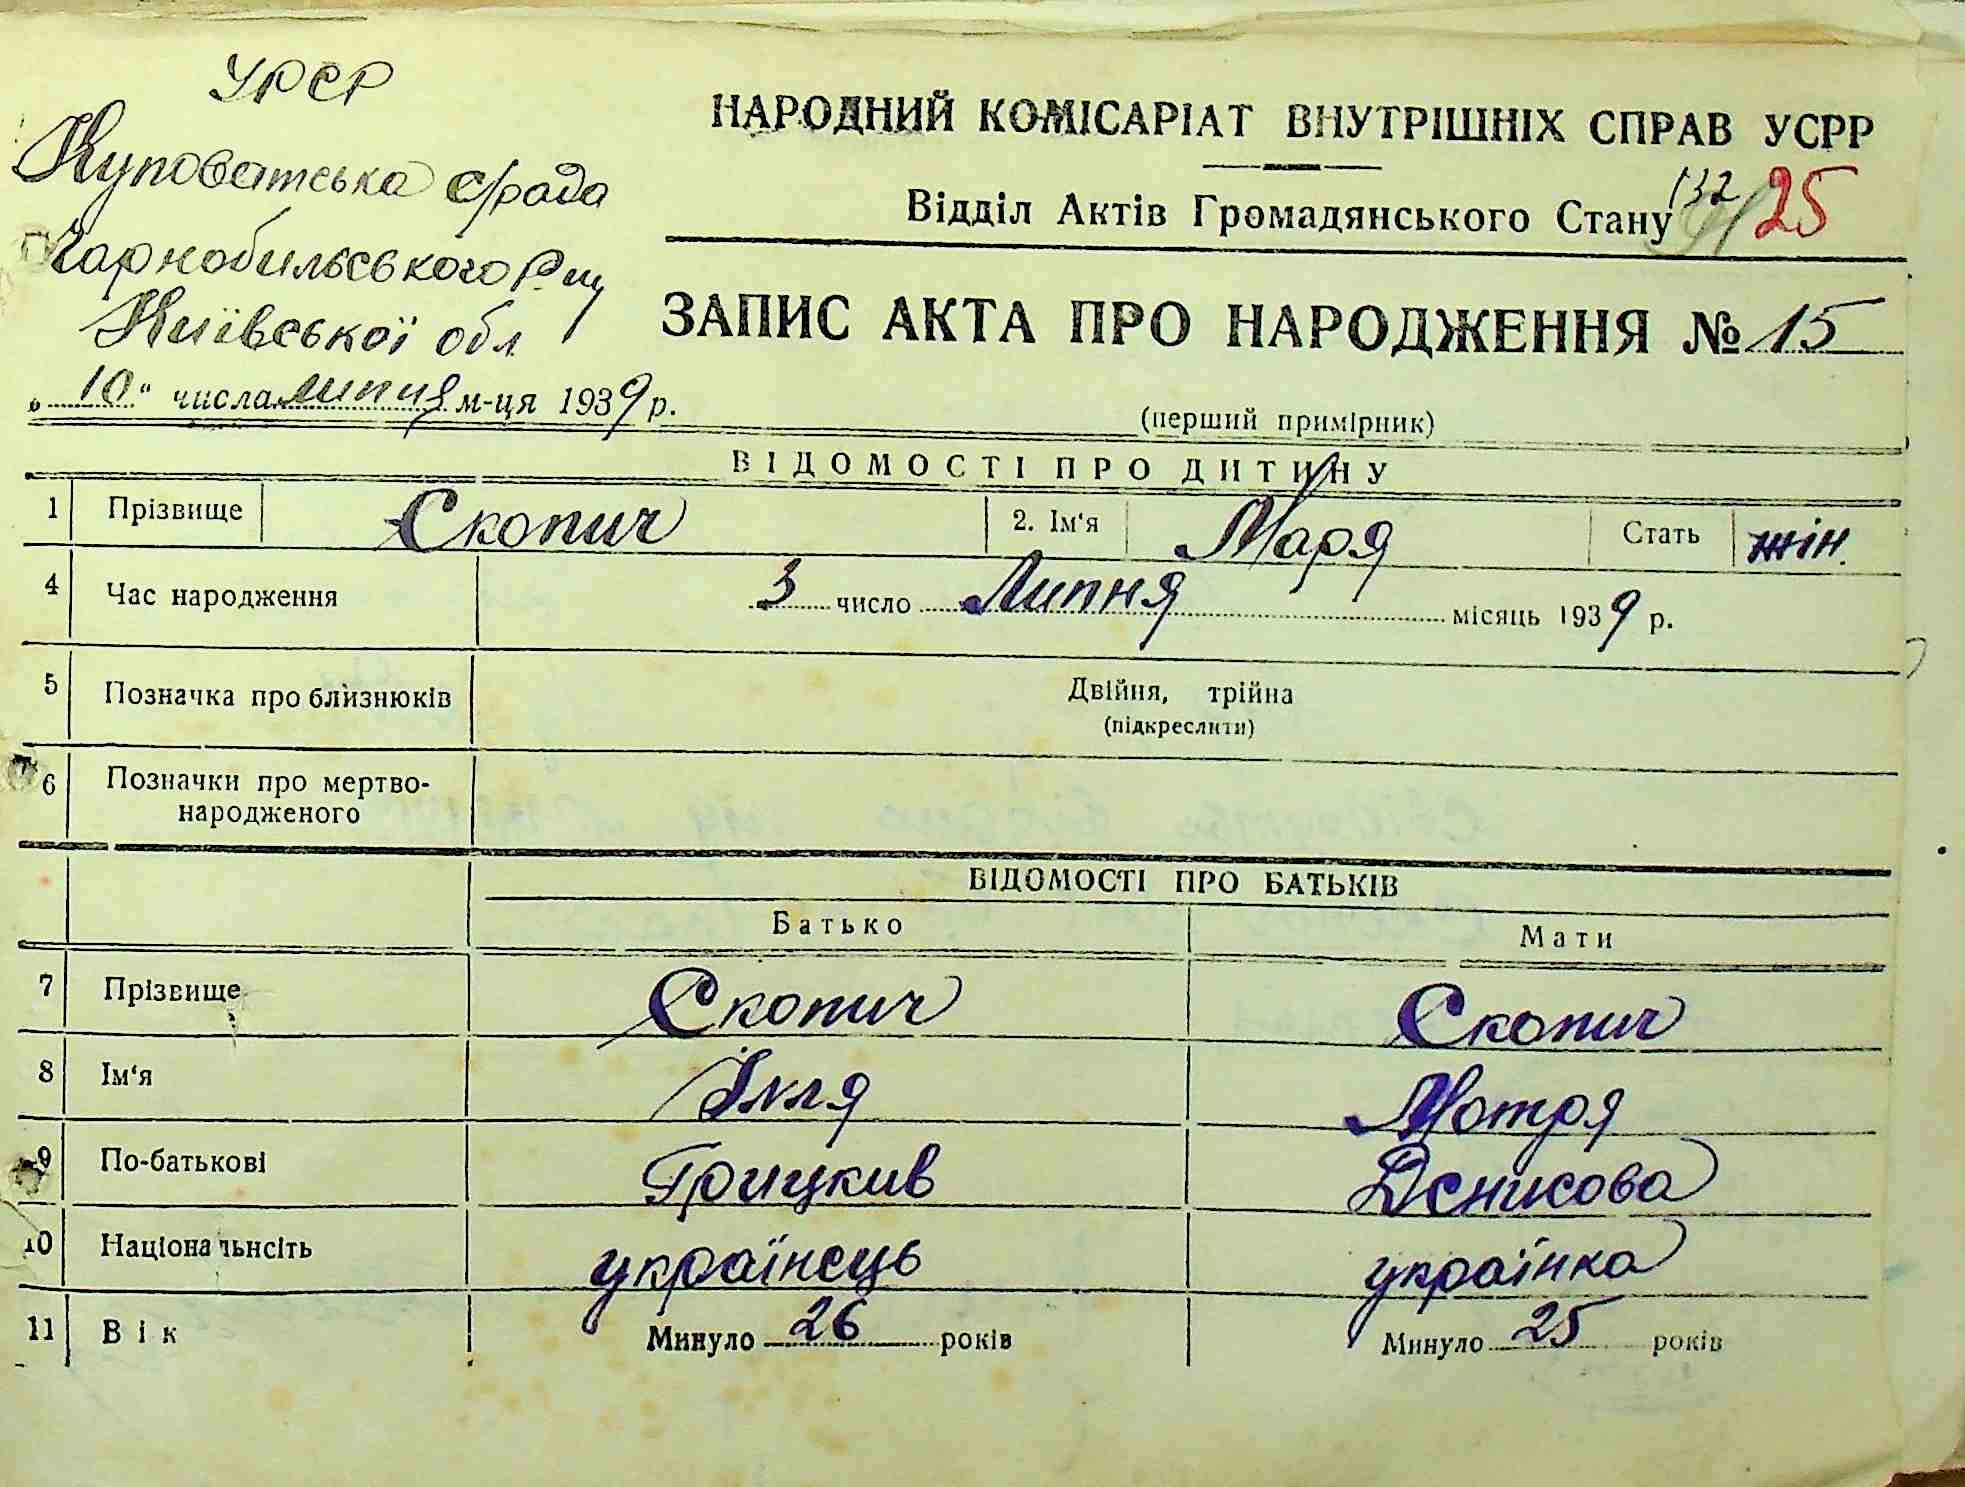 УРСР
Куповатська с/рада
Чорнобильського р-ну
Київської обл
НАРОДНИЙ КОМІСАРІАТ ВНУТРІШНІХ СПРАВ УСРР
Відділ Актів Громадянського Стану 132 25
ЗАПИС АКТА ПРО НАРОДЖЕННЯ № 15
„ 10 “ числа липня м-ця 1939 р.
(перший примірник)
ВІДОМОСТІ ПРО ДИТИНУ
1 Прізвище Скопич 2. Ім‘я Маря Стать жін.
4 Час народження 3 число Липня місяць 1939 р.
5 Позначка про близнюків Двійня, трійна
(підкреслити)
6 Позначки про мертво-
народженого
ВІДОМОСТІ ПРО БАТЬКІВ
Батько Мати
7 Прізвище Скопич Скопич
8 Ім‘я Ілля Мотря
9 По-батькові Грицкив Денисова
10 Національнсіть українець українка
11 Вік Минуло 26 років Минуло 25 років